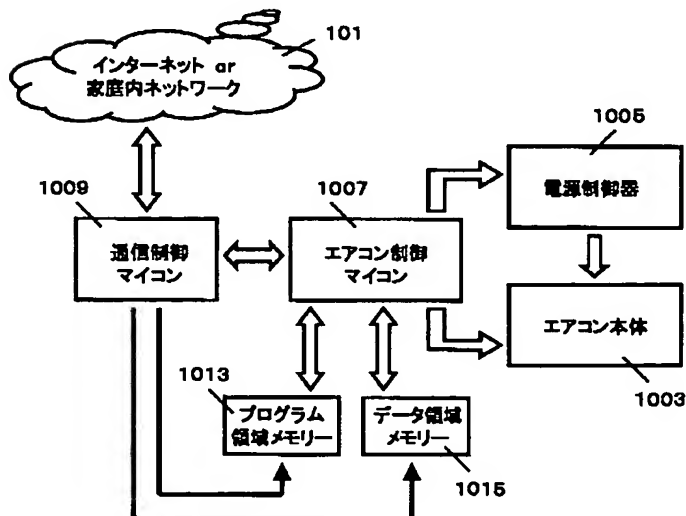 101
インターネット or
家庭内ネットワーク
1005
電源制御器
1009
通信制御
マイコン
1007
エアコン制御
マイコン
エアコン本体
1003
1013
プログラム
領域メモリー
データ領域
メモリー
1015